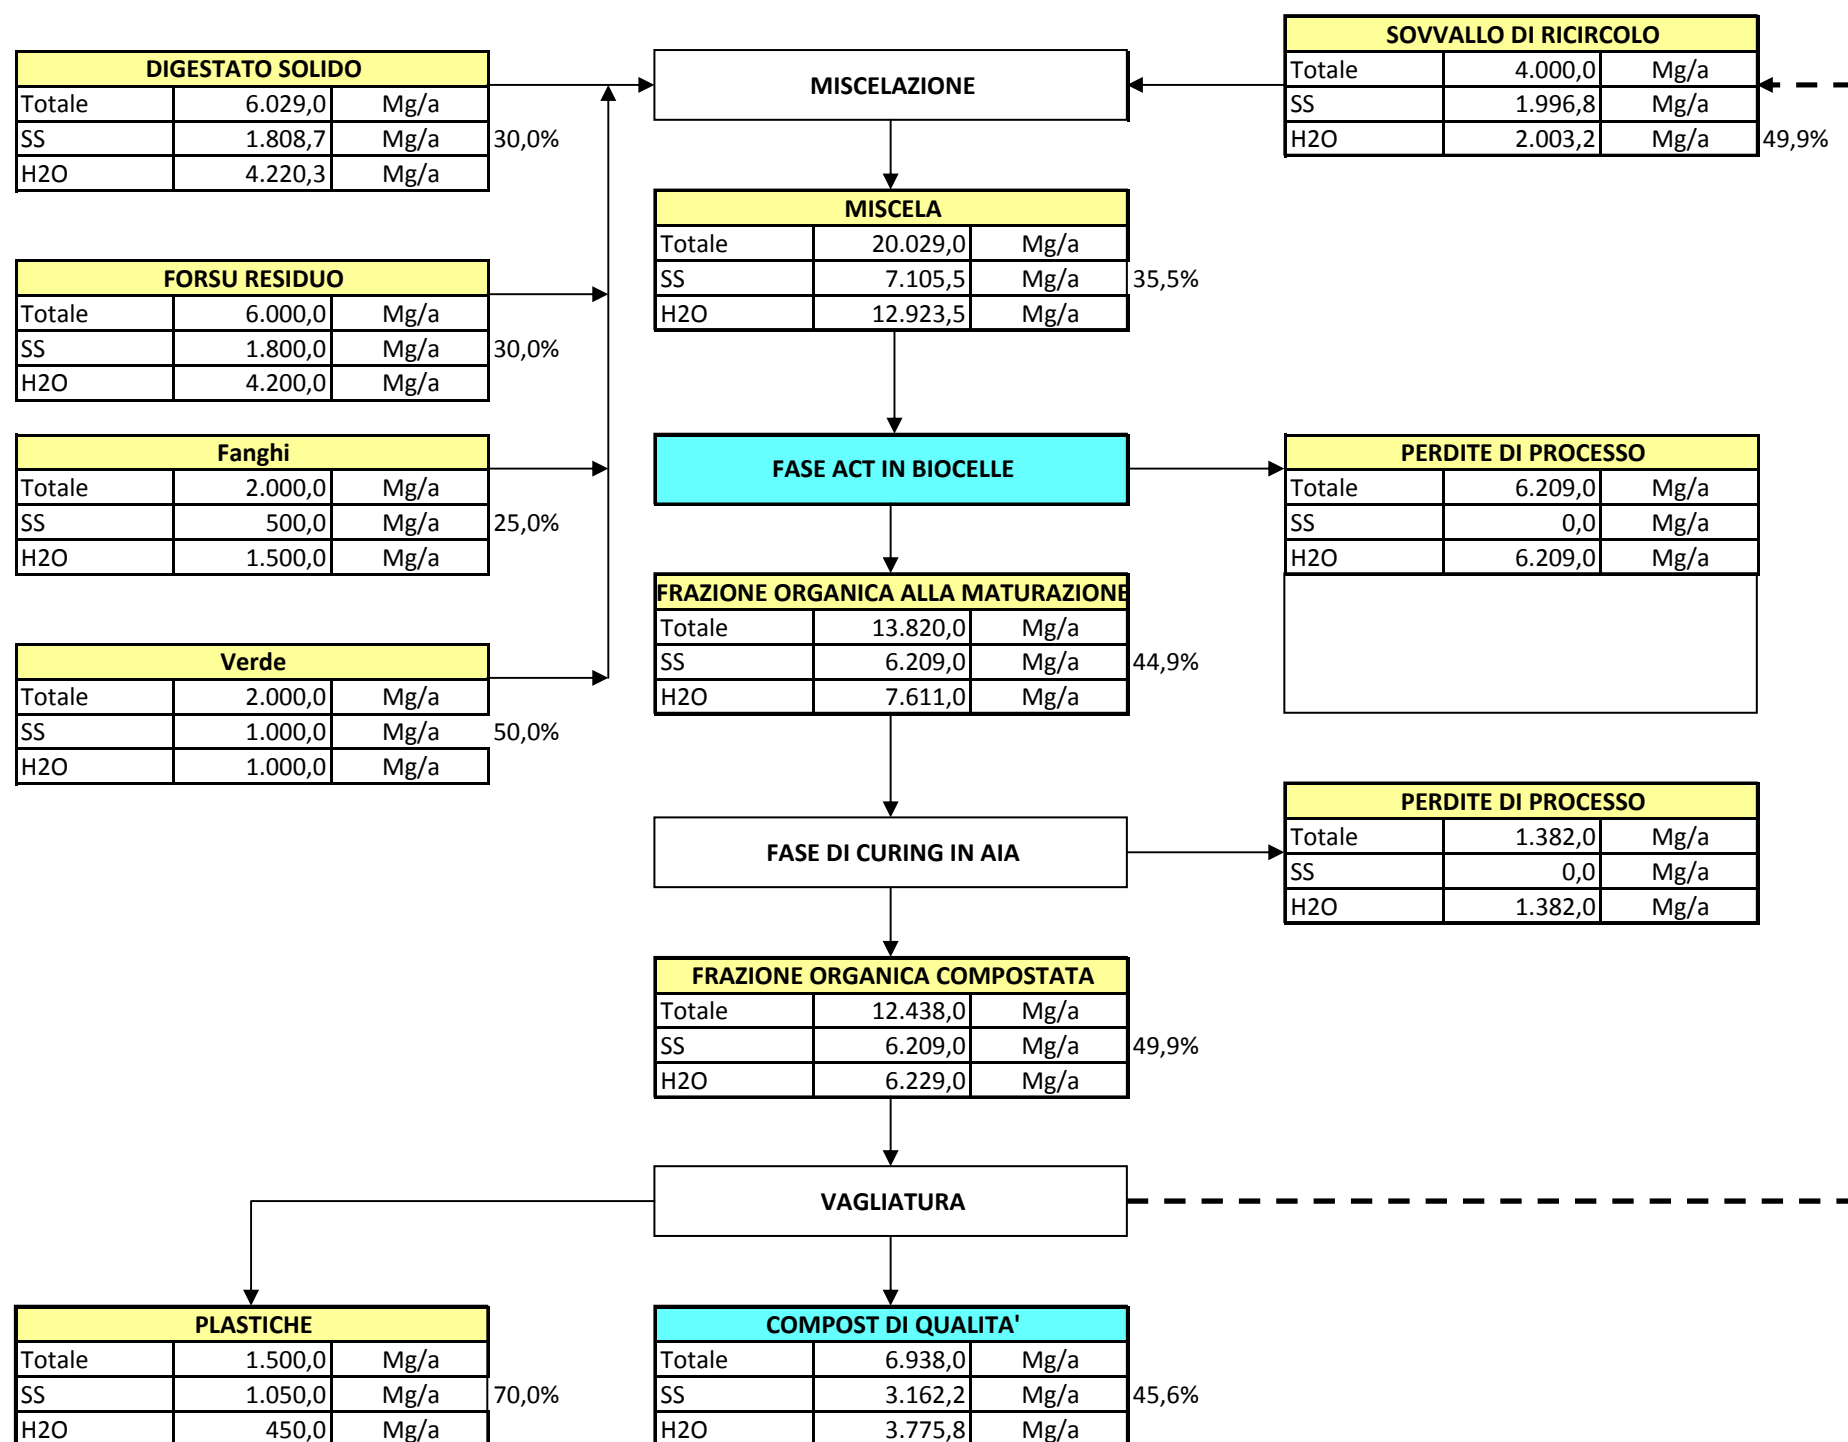 DIGESTATO SOLIDO
Totale 6.029,0 Mg/a
SS 1.808,7 Mg/a 30,0%
H2O 4.220,3 Mg/a
MISCELAZIONE
SOVVALLO DI RICIRCOLO
Totale 4.000,0 Mg/a
SS 1.996,8 Mg/a
H2O 2.003,2 Mg/a 49,9%
MISCELA
Totale 20.029,0 Mg/a
SS 7.105,5 Mg/a 35,5%
H2O 12.923,5 Mg/a
FORSU RESIDUO
Totale 6.000,0 Mg/a
SS 1.800,0 Mg/a 30,0%
H2O 4.200,0 Mg/a
Fanghi
Totale 2.000,0 Mg/a
SS 500,0 Mg/a 25,0%
H2O 1.500,0 Mg/a
FASE ACT IN BIOCELLE
PERDITE DI PROCESSO
Totale 6.209,0 Mg/a
SS 0,0 Mg/a
H2O 6.209,0 Mg/a
FRAZIONE ORGANICA ALLA MATURAZIONE
Totale 13.820,0 Mg/a
SS 6.209,0 Mg/a 44,9%
H2O 7.611,0 Mg/a
Verde
Totale 2.000,0 Mg/a
SS 1.000,0 Mg/a 50,0%
H2O 1.000,0 Mg/a
FASE DI CURING IN AIA
PERDITE DI PROCESSO
Totale 1.382,0 Mg/a
SS 0,0 Mg/a
H2O 1.382,0 Mg/a
FRAZIONE ORGANICA COMPOSTATA
Totale 12.438,0 Mg/a
SS 6.209,0 Mg/a 49,9%
H2O 6.229,0 Mg/a
VAGLIATURA
PLASTICHE
Totale 1.500,0 Mg/a
SS 1.050,0 Mg/a 70,0%
H2O 450,0 Mg/a
COMPOST DI QUALITA'
Totale 6.938,0 Mg/a
SS 3.162,2 Mg/a 45,6%
H2O 3.775,8 Mg/a